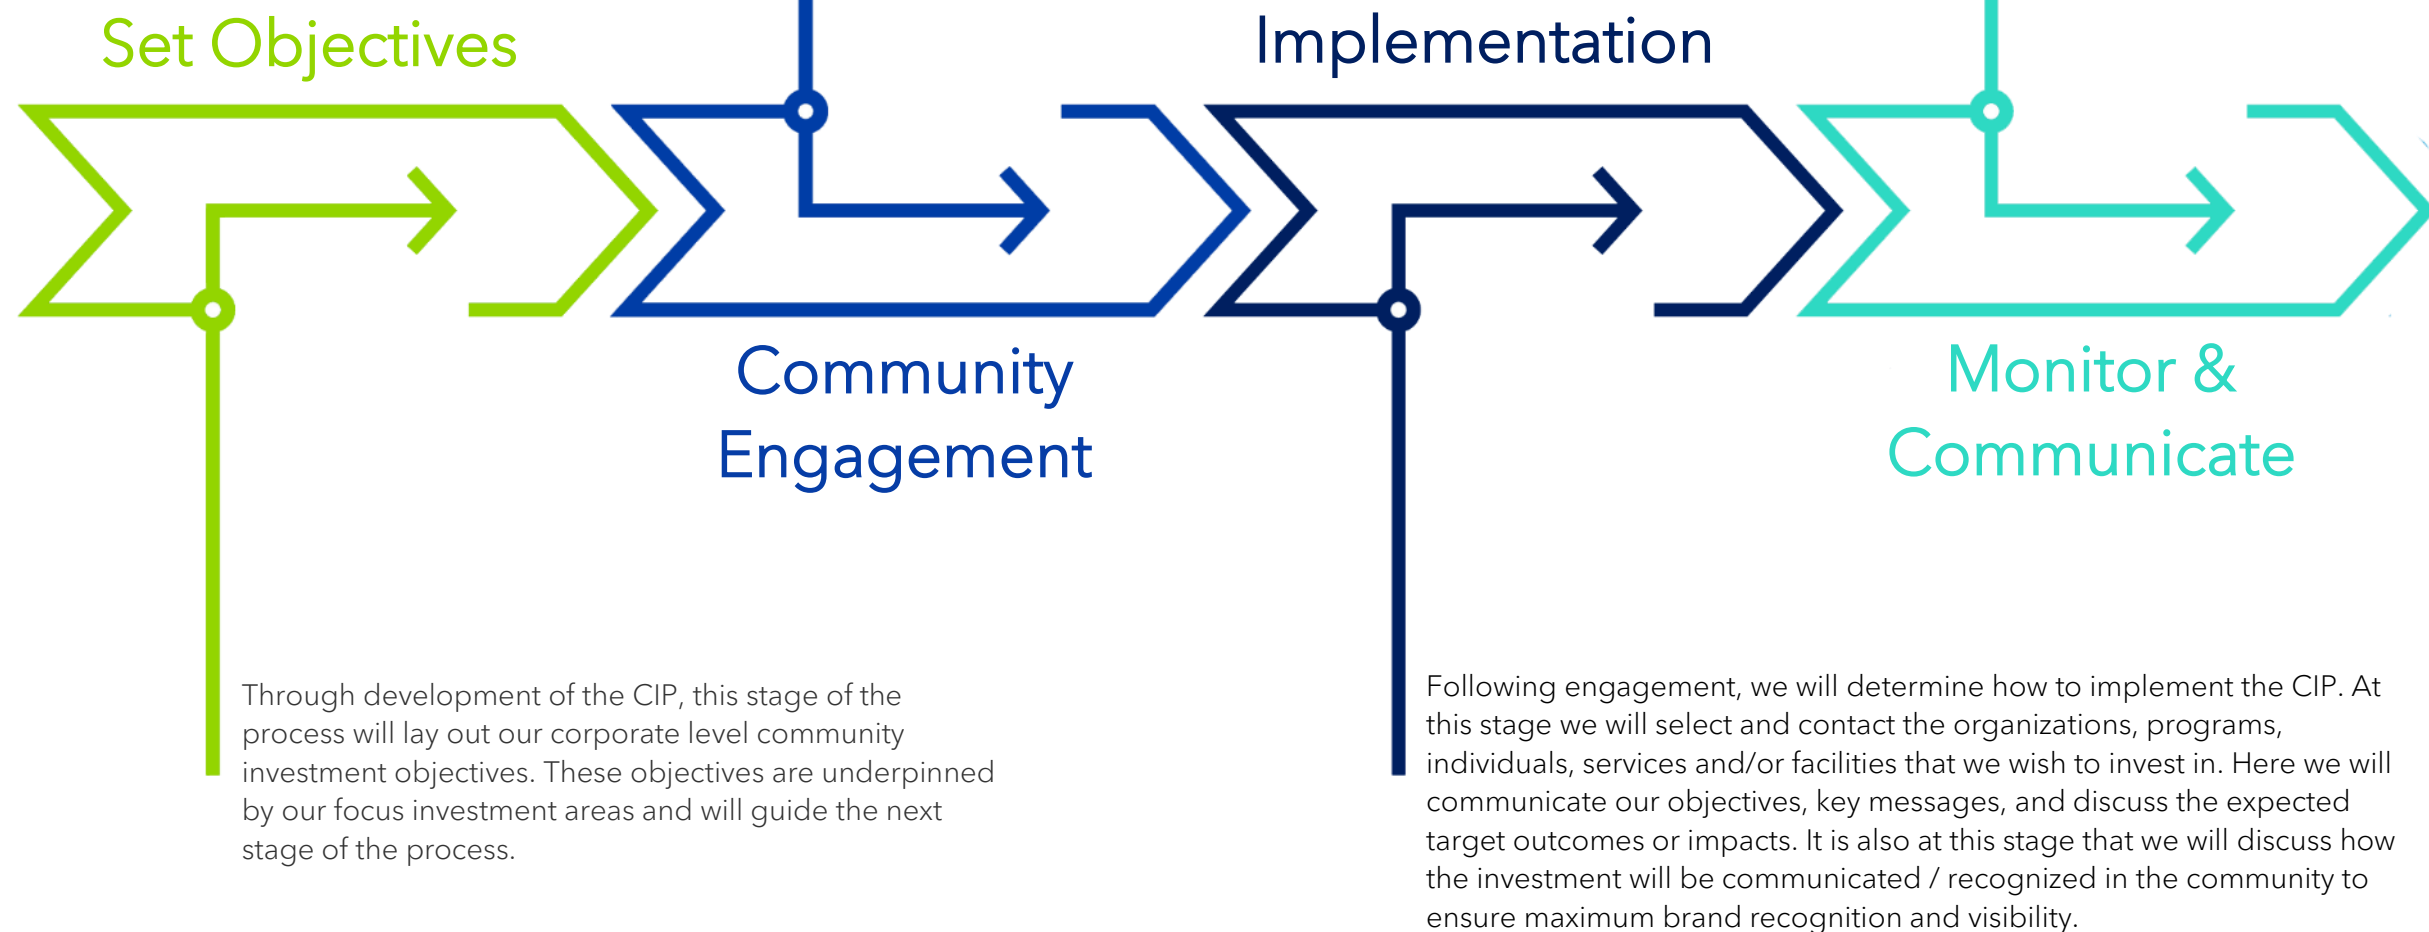 Set Objectives
Implementation
Community
Engagement
Monitor &
Communicate
Through development of the CIP, this stage of the
process will lay out our corporate level community
investment objectives. These objectives are underpinned
by our focus investment areas and will guide the next
stage of the process.
Following engagement, we will determine how to implement the CIP. At
this stage we will select and contact the organizations, programs,
individuals, services and/or facilities that we wish to invest in. Here we will
communicate our objectives, key messages, and discuss the expected
target outcomes or impacts. It is also at this stage that we will discuss how
the investment will be communicated / recognized in the community to
ensure maximum brand recognition and visibility.